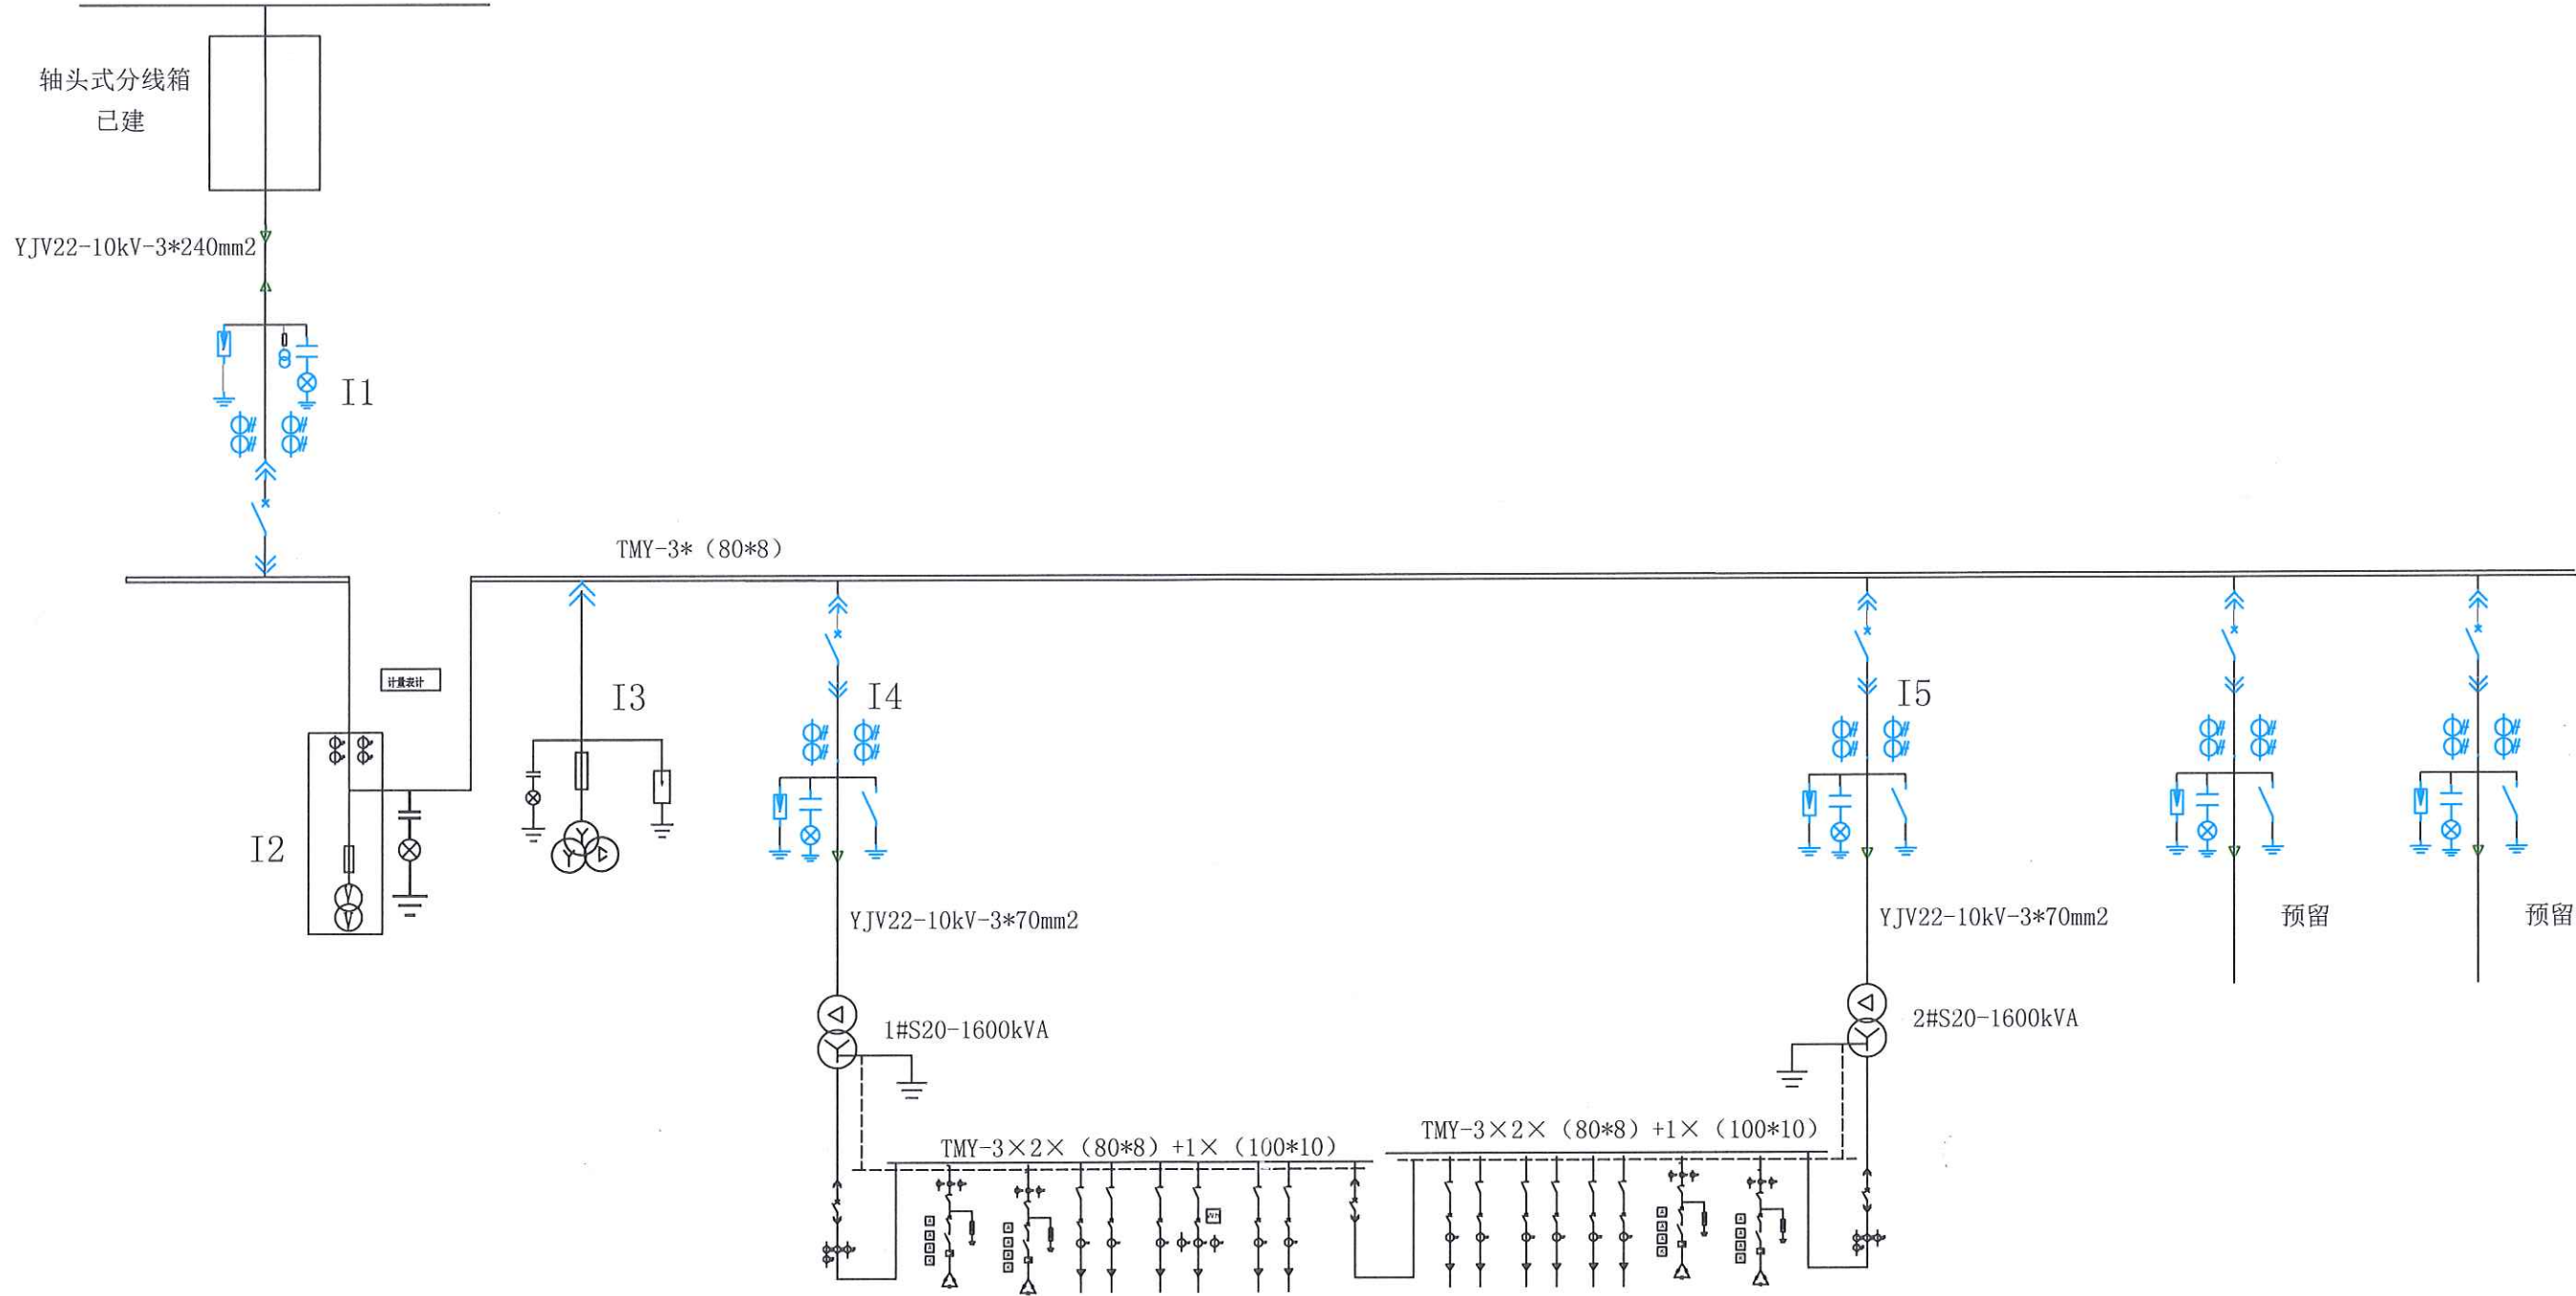 轴头式分线箱
已建
YJV22-10kV-3*240mm2
I1
TMY-3*（80*8）
计量表计
I2
I3
I4
I5
YJV22-10kV-3*70mm2
YJV22-10kV-3*70mm2
预留
预留
1#S20-1600kVA
2#S20-1600kVA
TMY-3×2×（80*8）+1×（100*10）
TMY-3×2×（80*8）+1×（100*10）